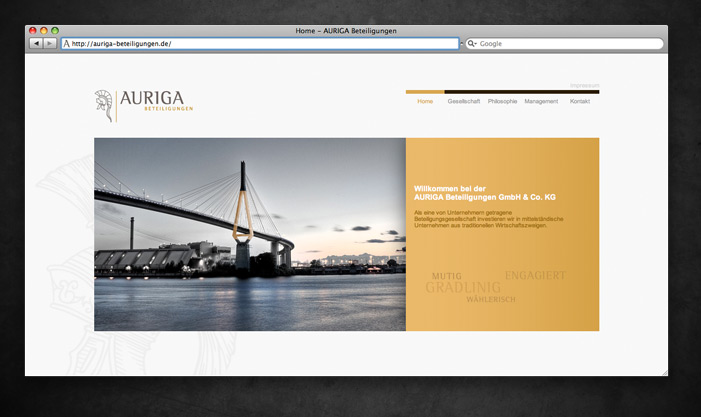 Home – AURIGA Beteiligungen
http://auriga-beteiligungen.de/
Google
Impressum
AURIGA
BETEILIGUNGEN
Home Gesellschaft Philosophie Management Kontakt
Willkommen bei der
AURIGA Beteiligungen GmbH & Co. KG
Als eine von Unternehmern getragene
Beteiligungsgesellschaft investieren wir in mittelständische
Unternehmen aus traditionellen Wirtschaftszweigen.
MUTIG ENGAGIERT
GRADLINIG
WÄHLERISCH